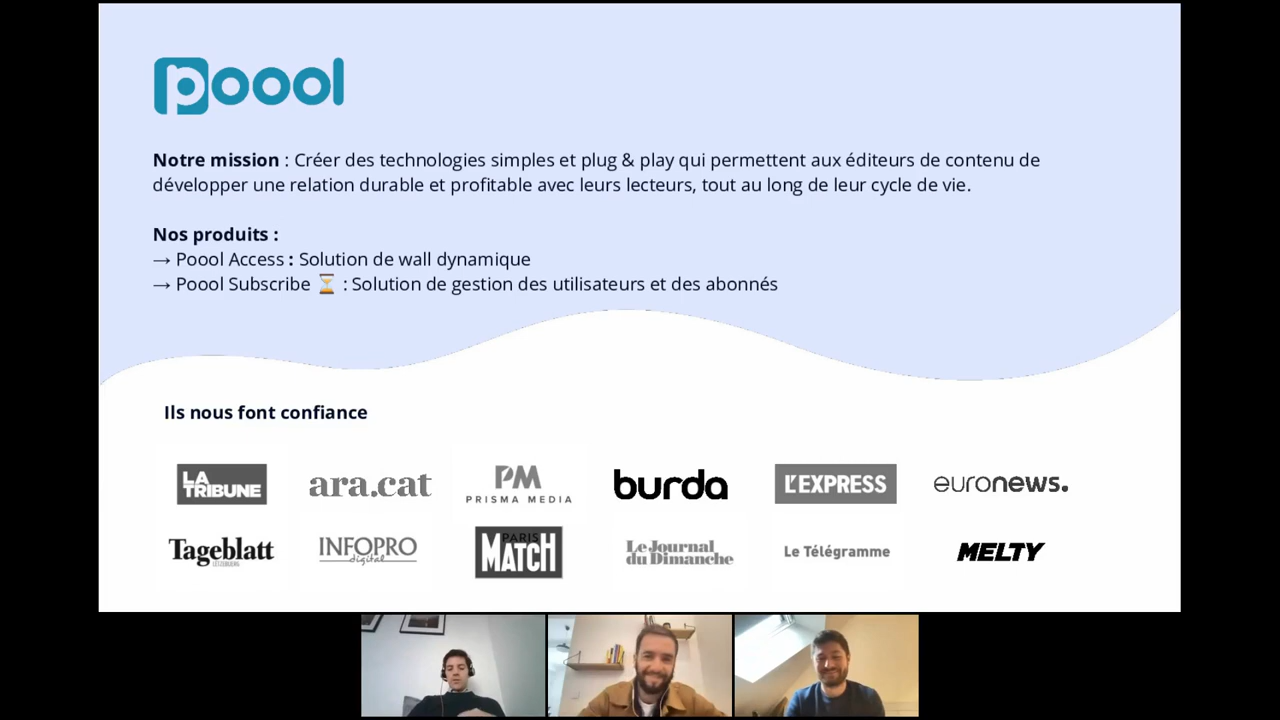 poool
Notre mission : Créer des technologies simples et plug & play qui permettent aux éditeurs de contenu de
développer une relation durable et profitable avec leurs lecteurs, tout au long de leur cycle de vie.
Nos produits :
→ Poool Access : Solution de wall dynamique
→ Poool Subscribe ⏳ : Solution de gestion des utilisateurs et des abonnés
Ils nous font confiance
LA TRIBUNE
ara.cat
PM
PRISMA MEDIA
burda
L'EXPRESS
euronews.
Tageblatt
LËTZEBUERG
INFOPRO
digital
PARIS
MATCH
Le Journal
du Dimanche
Le Télégramme
MELTY